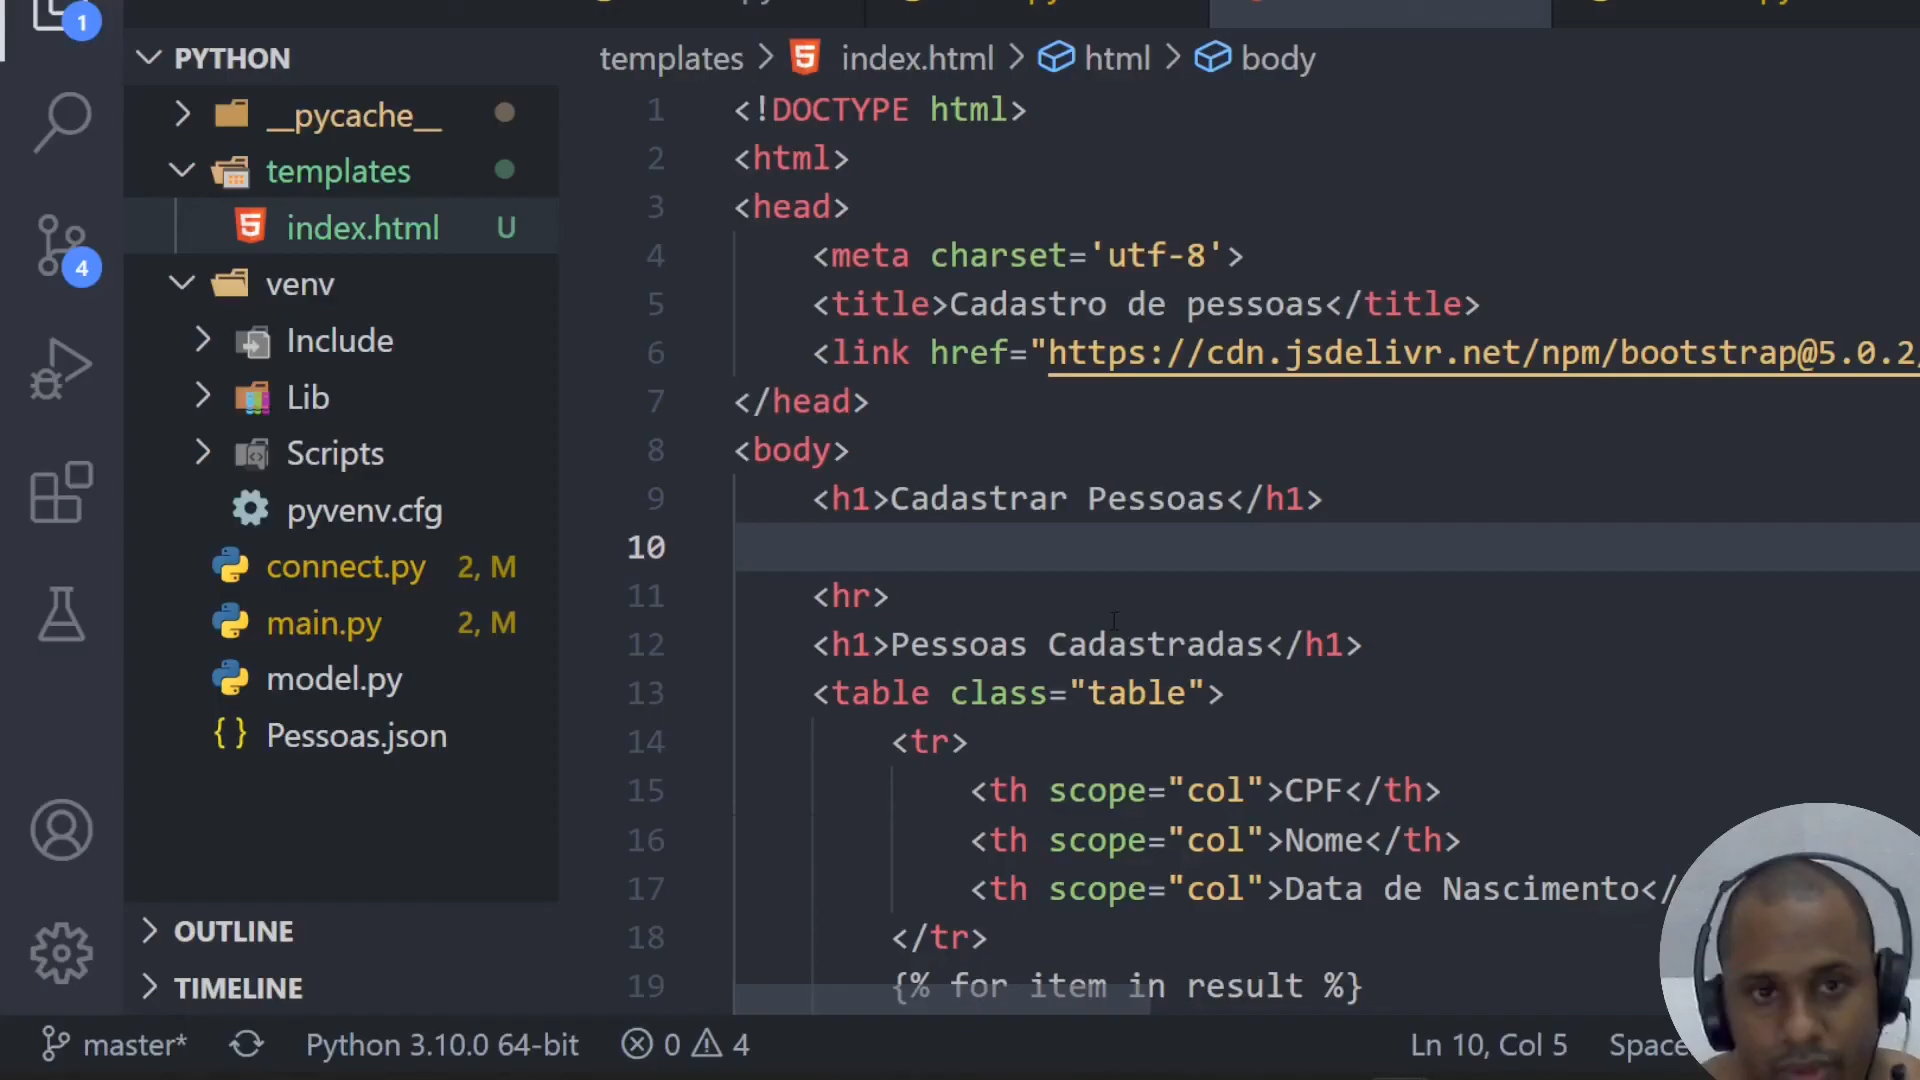 1
PYTHON
templates > index.html > html > body
__pycache__
templates
index.html U
venv
Include
Lib
Scripts
pyvenv.cfg
connect.py 2, M
main.py 2, M
model.py
Pessoas.json
4
OUTLINE
TIMELINE
1 <!DOCTYPE html>
2 <html>
3 <head>
4 <meta charset='utf-8'>
5 <title>Cadastro de pessoas</title>
6 <link href="https://cdn.jsdelivr.net/npm/bootstrap@5.0.2/
7 </head>
8 <body>
9 <h1>Cadastrar Pessoas</h1>
10
11 <hr>
12 <h1>Pessoas Cadastradas</h1>
13 <table class="table">
14 <tr>
15 <th scope="col">CPF</th>
16 <th scope="col">Nome</th>
17 <th scope="col">Data de Nascimento</
18 </tr>
19 {% for item in result %}
master* Python 3.10.0 64-bit 0 4 Ln 10, Col 5